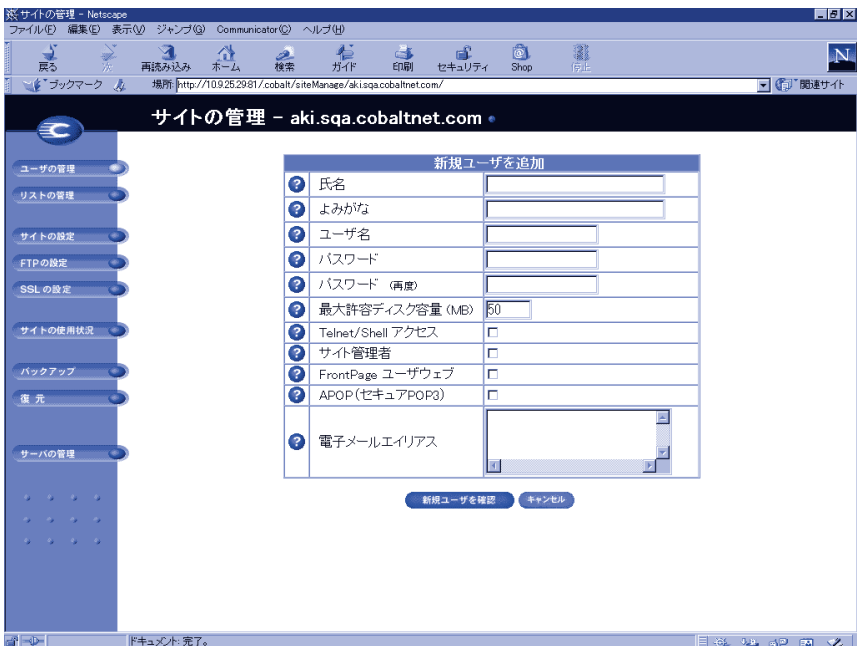 サイトの管理 - Netscape
ファイル(F) 編集(E) 表示(V) ジャンプ(G) Communicator(C) ヘルプ(H)
戻る 次 再読み込み ホーム 検索 ガイド 印刷 セキュリティ Shop 停止 N
ブックマーク 場所: http://10.9.25.29:81/.cobalt/siteManage/aki.sqa.cobaltnet.com/ 関連サイト
サイトの管理 - aki.sqa.cobaltnet.com
ユーザの管理
リストの管理
サイトの設定
FTPの設定
SSL の設定
サイトの使用状況
バックアップ
復 元
サーバの管理
新規ユーザを追加
? 氏名
? よみがな
? ユーザ名
? パスワード
? パスワード (再度)
? 最大許容ディスク容量 (MB) 50
? Telnet/Shell アクセス
? サイト管理者
? FrontPage ユーザウェブ
? APOP(セキュアPOP3)
? 電子メールエイリアス
新規ユーザを確認 キャンセル
ドキュメント: 完了。